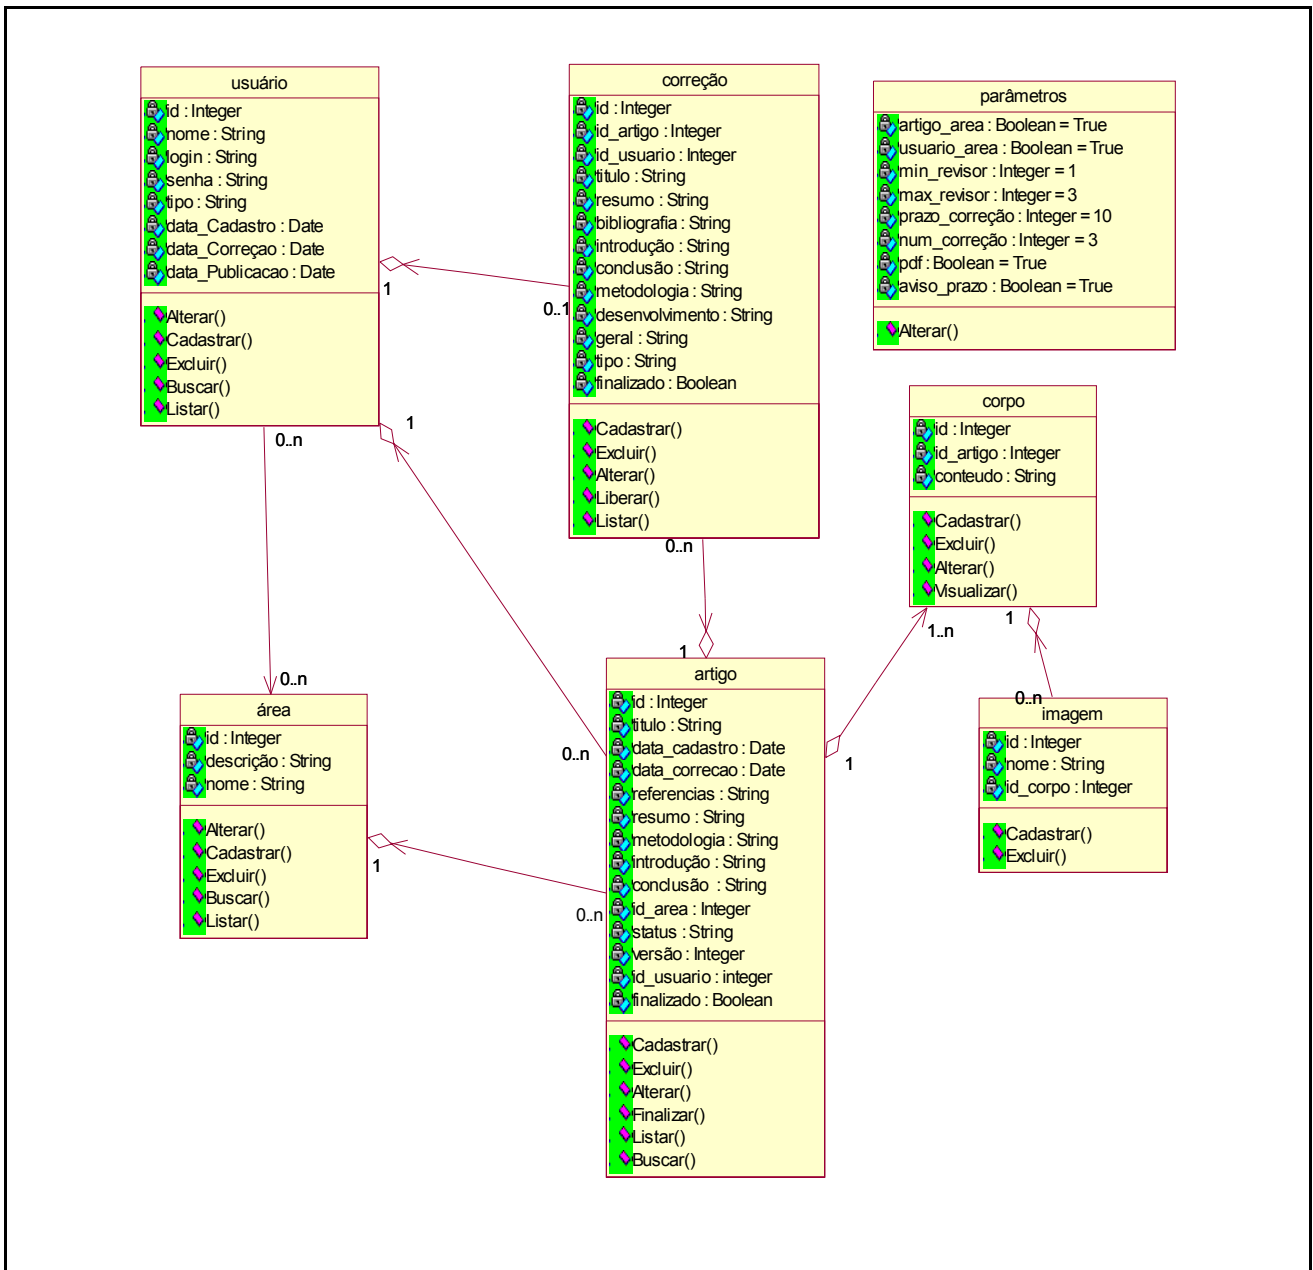 usuário
id : Integer
nome : String
login : String
senha : String
tipo : String
data_Cadastro : Date
data_Correçao : Date
data_Publicacao : Date
Alterar()
Cadastrar()
Excluir()
Buscar()
Listar()
correção
id : Integer
id_artigo : Integer
id_usuario : Integer
titulo : String
resumo : String
bibliografia : String
introdução : String
conclusão : String
metodologia : String
desenvolvimento : String
geral : String
tipo : String
finalizado : Boolean
Cadastrar()
Excluir()
Alterar()
Liberar()
Listar()
parâmetros
artigo_area : Boolean = True
usuario_area : Boolean = True
min_revisor : Integer = 1
max_revisor : Integer = 3
prazo_correção : Integer = 10
num_correção : Integer = 3
pdf : Boolean = True
aviso_prazo : Boolean = True
Alterar()
1
0..1
corpo
id : Integer
id_artigo : Integer
conteudo : String
Cadastrar()
Excluir()
Alterar()
Visualizar()
1
0..n
0..n
1..n
1
0..n
1
0..n
0..n
1
1
0..n
área
id : Integer
descrição : String
nome : String
Alterar()
Cadastrar()
Excluir()
Buscar()
Listar()
artigo
id : Integer
titulo : String
data_cadastro : Date
data_correcao : Date
referencias : String
resumo : String
metodologia : String
introdução : String
conclusão : String
id_area : Integer
status : String
versão : Integer
id_usuario : integer
finalizado : Boolean
Cadastrar()
Excluir()
Alterar()
Finalizar()
Listar()
Buscar()
imagem
id : Integer
nome : String
id_corpo : Integer
Cadastrar()
Excluir()